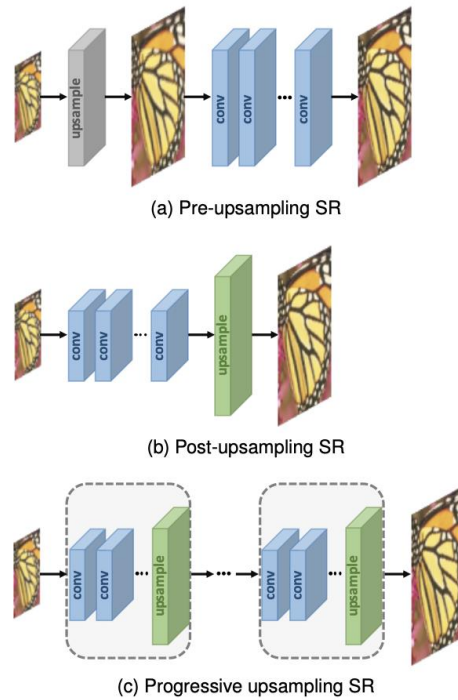 upsample
conv
conv
conv
(a) Pre-upsampling SR
conv
conv
conv
upsample
(b) Post-upsampling SR
conv
conv
upsample
conv
conv
upsample
(c) Progressive upsampling SR